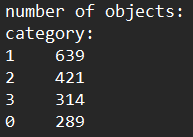 number of objects:
category:
1    639
2    421
3    314
0    289